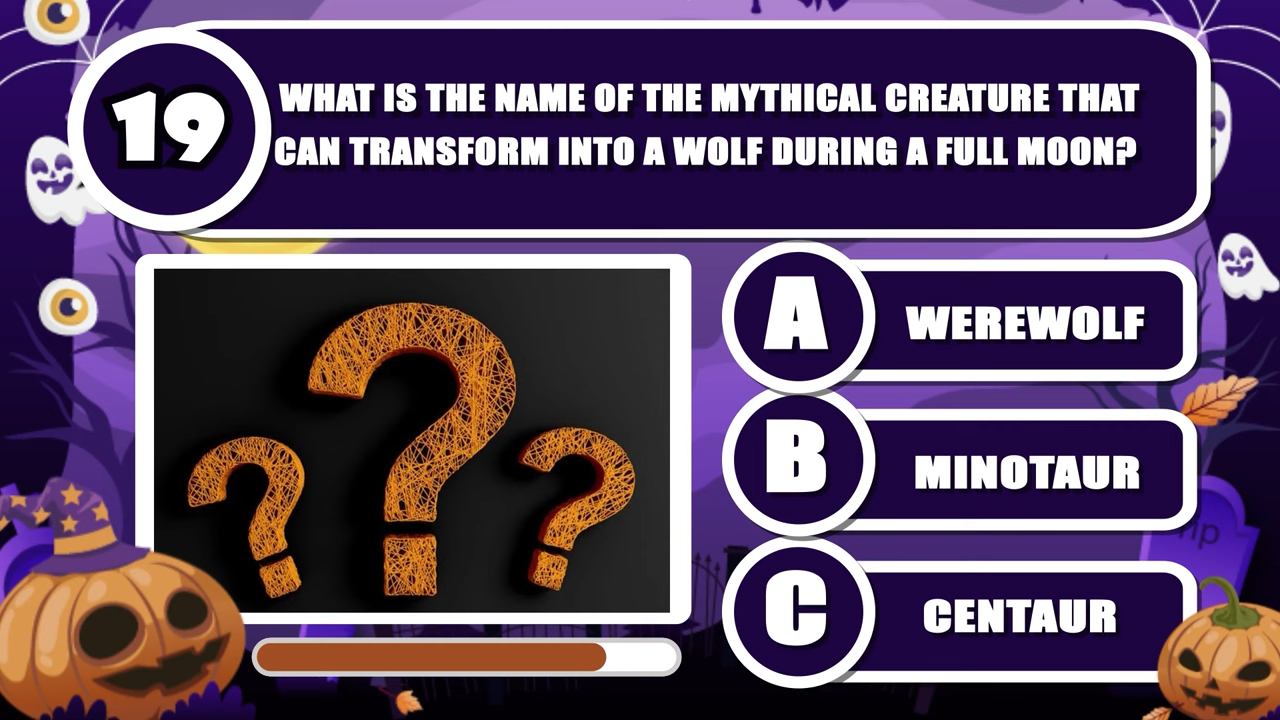 19
WHAT IS THE NAME OF THE MYTHICAL CREATURE THAT
CAN TRANSFORM INTO A WOLF DURING A FULL MOON?
A
WEREWOLF
B
MINOTAUR
C
CENTAUR